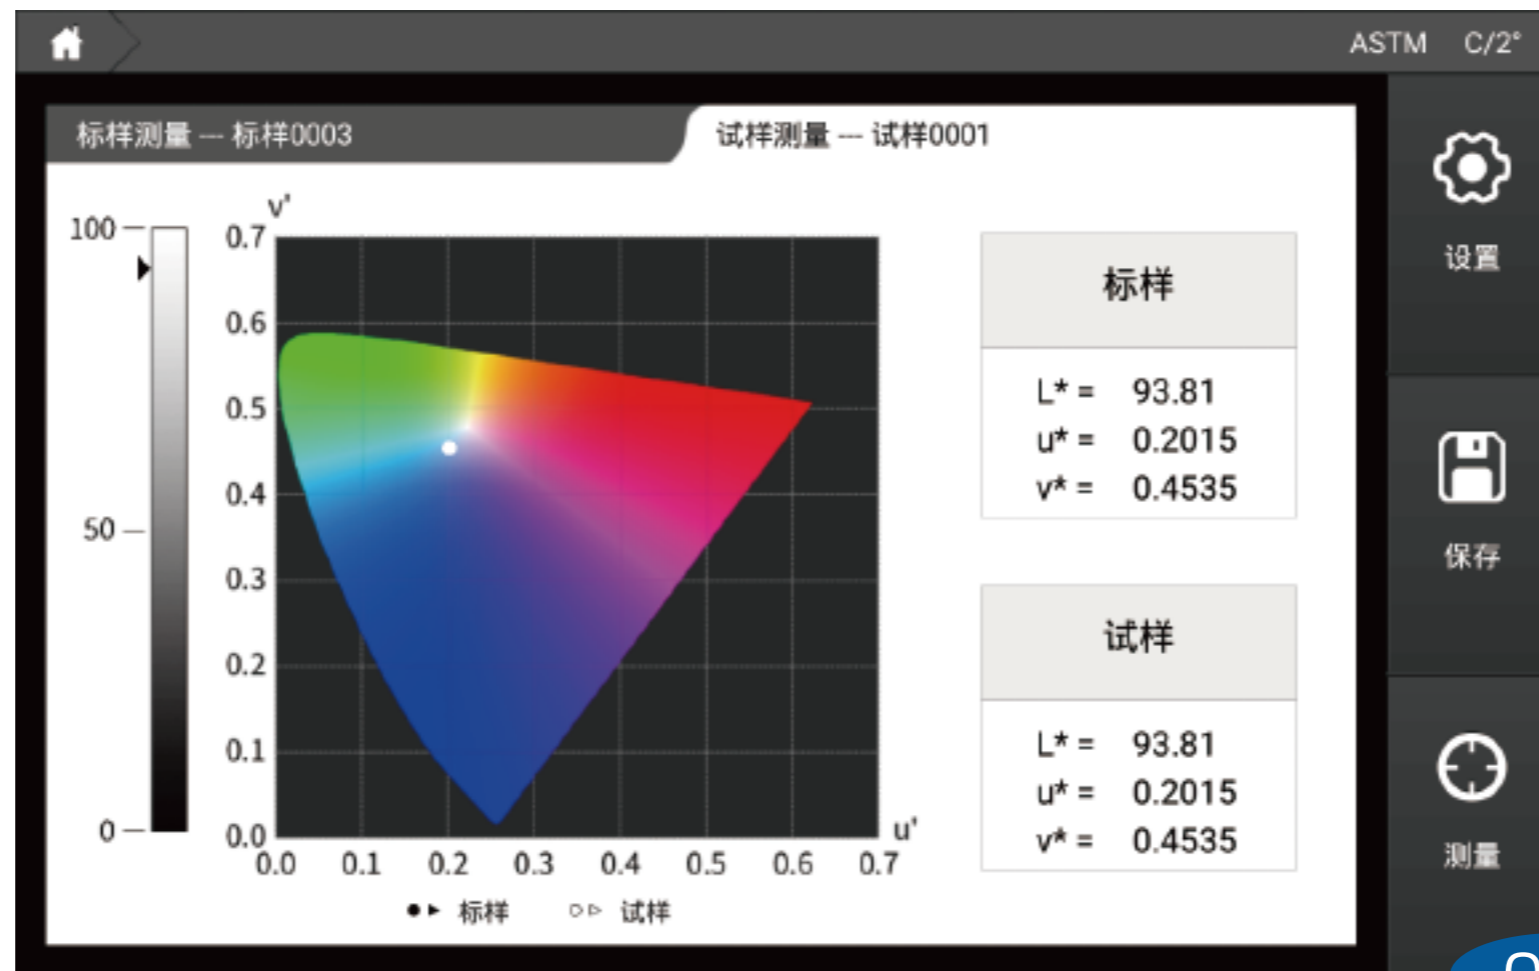 ASTM C/2°
标样测量 --- 标样0003
试样测量 --- 试样0001
v'
100
50
0
0.7
0.6
0.5
0.4
0.3
0.2
0.1
0.0
0.0 0.1 0.2 0.3 0.4 0.5 0.6 0.7
u'
标样 试样
标样
L* = 93.81
u* = 0.2015
v* = 0.4535
试样
L* = 93.81
u* = 0.2015
v* = 0.4535
设置
保存
测量